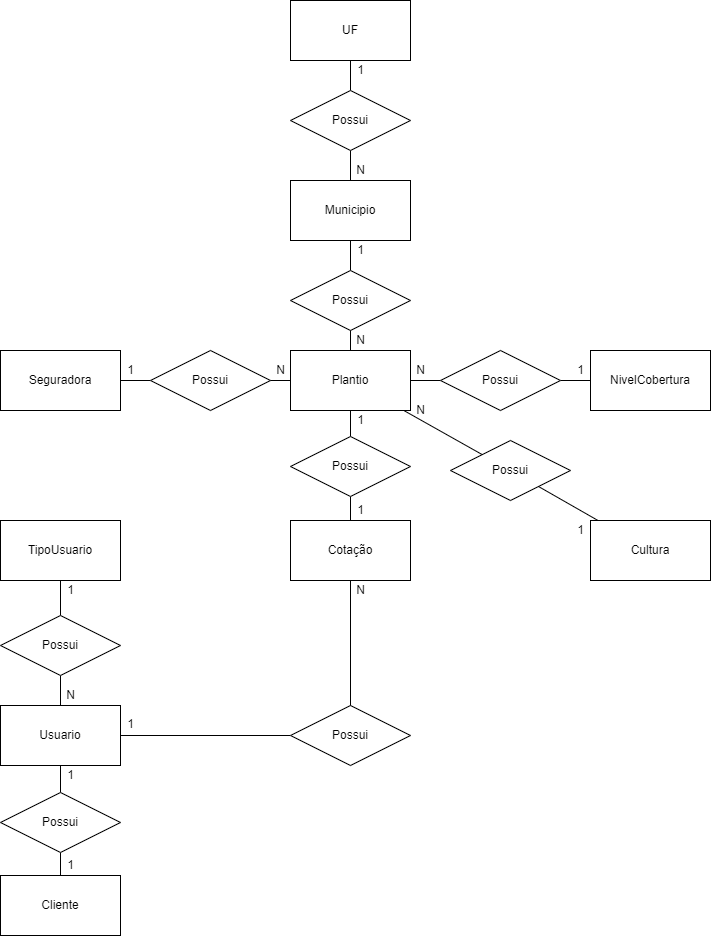 UF
1
Possui
N
Municipio
1
Possui
N
Seguradora
1
Possui
N
Plantio
N
Possui
1
NivelCobertura
N
1
Possui
Possui
1
1
TipoUsuario
Cotação
Cultura
1
N
Possui
N
Usuario
1
Possui
1
Possui
1
Cliente